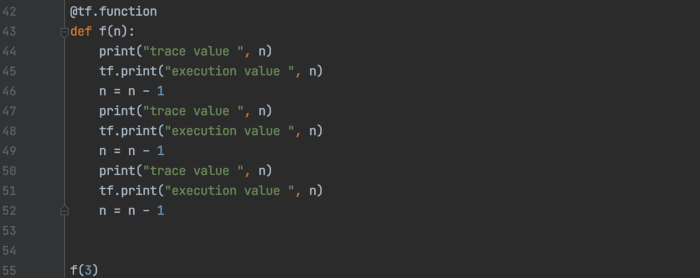 42 @tf.function
43 def f(n):
44     print("trace value ", n)
45     tf.print("execution value ", n)
46     n = n - 1
47     print("trace value ", n)
48     tf.print("execution value ", n)
49     n = n - 1
50     print("trace value ", n)
51     tf.print("execution value ", n)
52     n = n - 1
53
54
55 f(3)